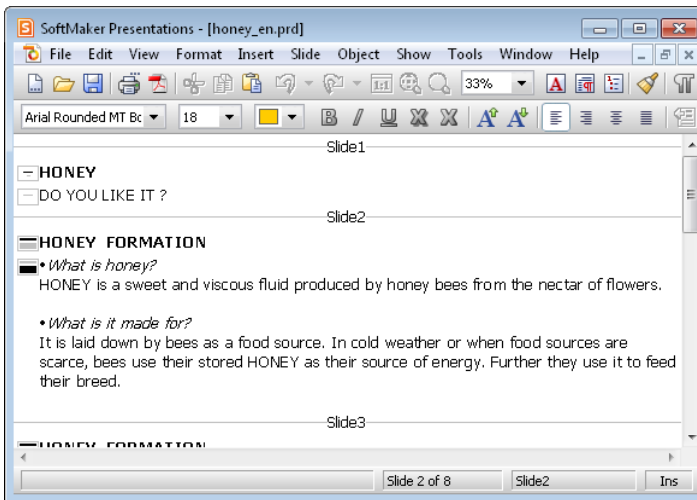 SoftMaker Presentations - [honey_en.prd]
File Edit View Format Insert Slide Object Show Tools Window Help
1:1 33% A
Arial Rounded MT Bc 18 B I U X X A A
Slide1
HONEY
DO YOU LIKE IT ?
Slide2
HONEY FORMATION
• What is honey?
HONEY is a sweet and viscous fluid produced by honey bees from the nectar of flowers.
• What is it made for?
It is laid down by bees as a food source. In cold weather or when food sources are
scarce, bees use their stored HONEY as their source of energy. Further they use it to feed
their breed.
Slide3
HONEY FORMATION
Slide 2 of 8 Slide2 Ins